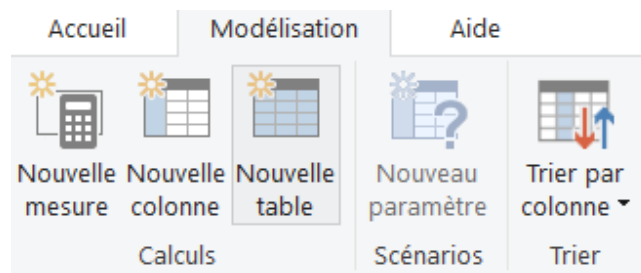 Accueil Modélisation Aide
Nouvelle Nouvelle Nouvelle Nouveau Trier par
mesure colonne table paramètre colonne
Calculs Scénarios Trier